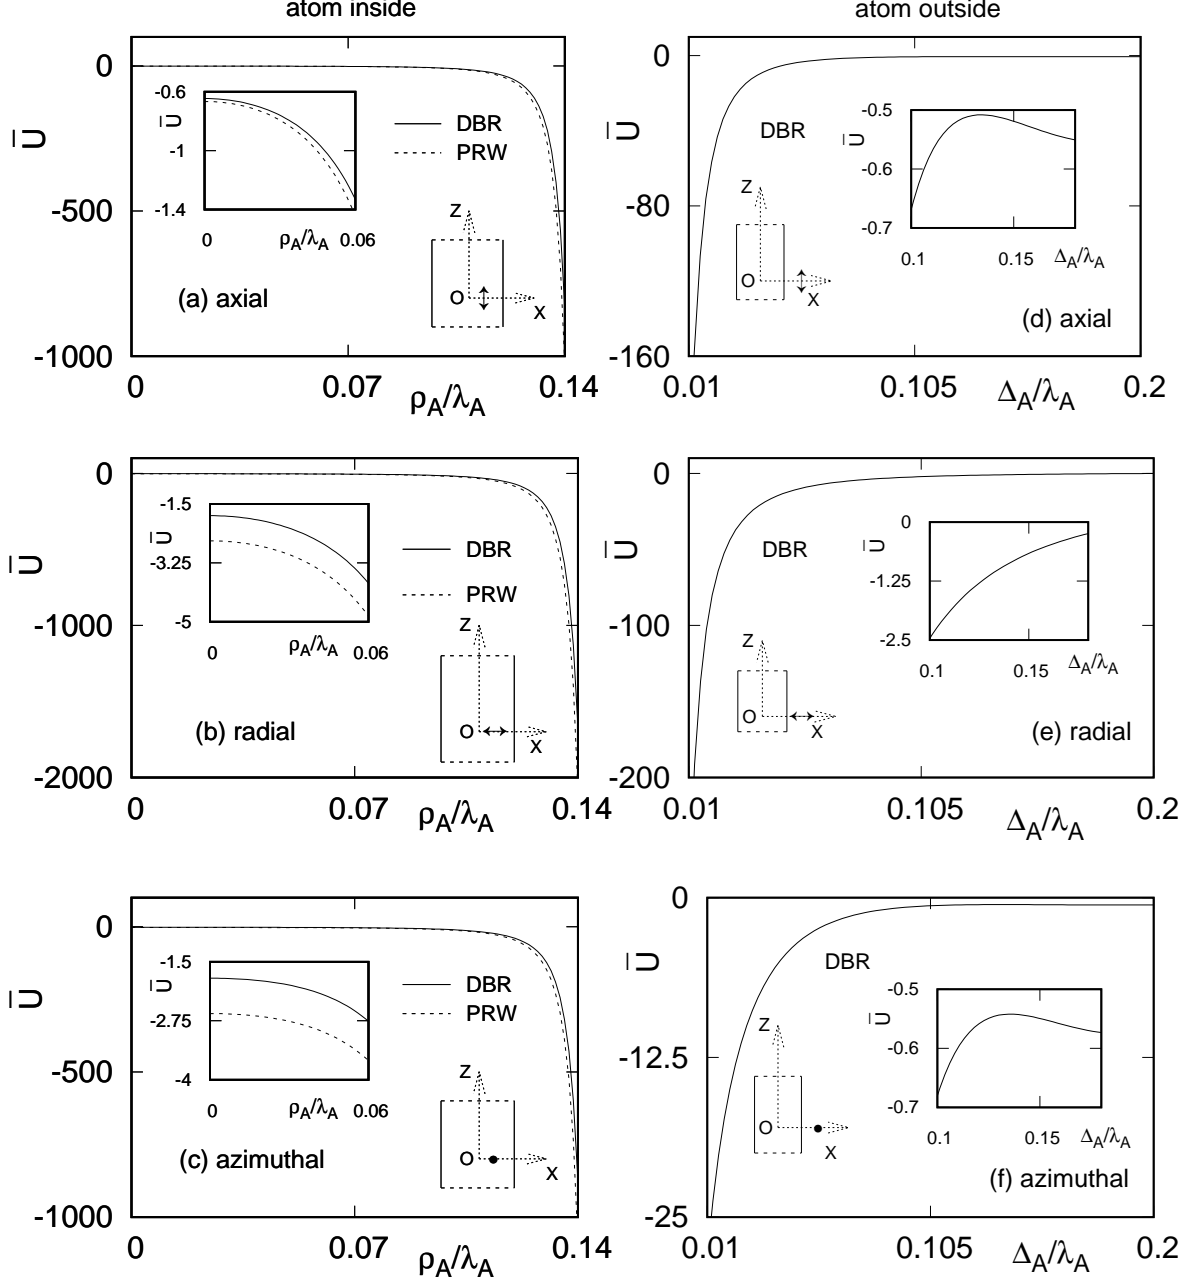 atom inside
atom outside
0
-500
-1000
Ū
0
0.07
0.14
ρA/λA
-0.6
-1
-1.4
Ū
0
ρA/λA
0.06
DBR
PRW
Z
O
X
(a) axial
0
-80
-160
Ū
0.01
0.105
0.2
ΔA/λA
DBR
-0.5
-0.6
-0.7
Ū
0.1
0.15
ΔA/λA
Z
O
X
(d) axial
0
-1000
-2000
Ū
0
0.07
0.14
ρA/λA
-1.5
-3.25
-5
Ū
0
ρA/λA
0.06
DBR
PRW
Z
O
X
(b) radial
0
-100
-200
Ū
0.01
0.105
0.2
ΔA/λA
DBR
0
-1.25
-2.5
Ū
0.1
0.15
ΔA/λA
Z
O
X
(e) radial
0
-500
-1000
Ū
0
0.07
0.14
ρA/λA
-1.5
-2.75
-4
Ū
0
ρA/λA
0.06
DBR
PRW
Z
O
X
(c) azimuthal
0
-12.5
-25
Ū
0.01
0.105
0.2
ΔA/λA
DBR
-0.5
-0.6
-0.7
Ū
0.1
0.15
ΔA/λA
Z
O
X
(f) azimuthal